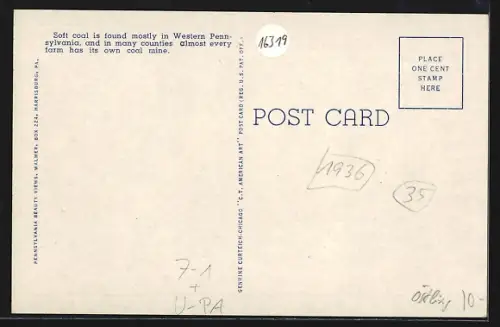 Soft coal is found mostly in Western Penn-
sylvania, and in many counties almost every
farm has its own coal mine.
16319
PLACE
ONE CENT
STAMP
HERE
POST CARD
1936
35
PENNSYLVANIA BEAUTY VIEWS, WALMER, BOX 224, HARRISBURG, PA.
GENUINE CURTEICH-CHICAGO "C.T. AMERICAN ART" POST CARD (REG. U.S. PAT. OFF.)
7-1
+
U-PA
10-